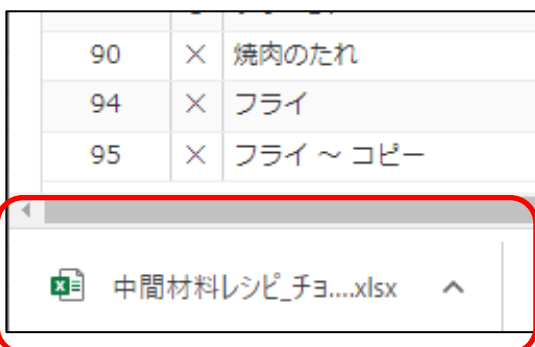 90 × 焼肉のたれ
94 × フライ
95 × フライ ~ コピー
中間材料レシピ_チョ....xlsx